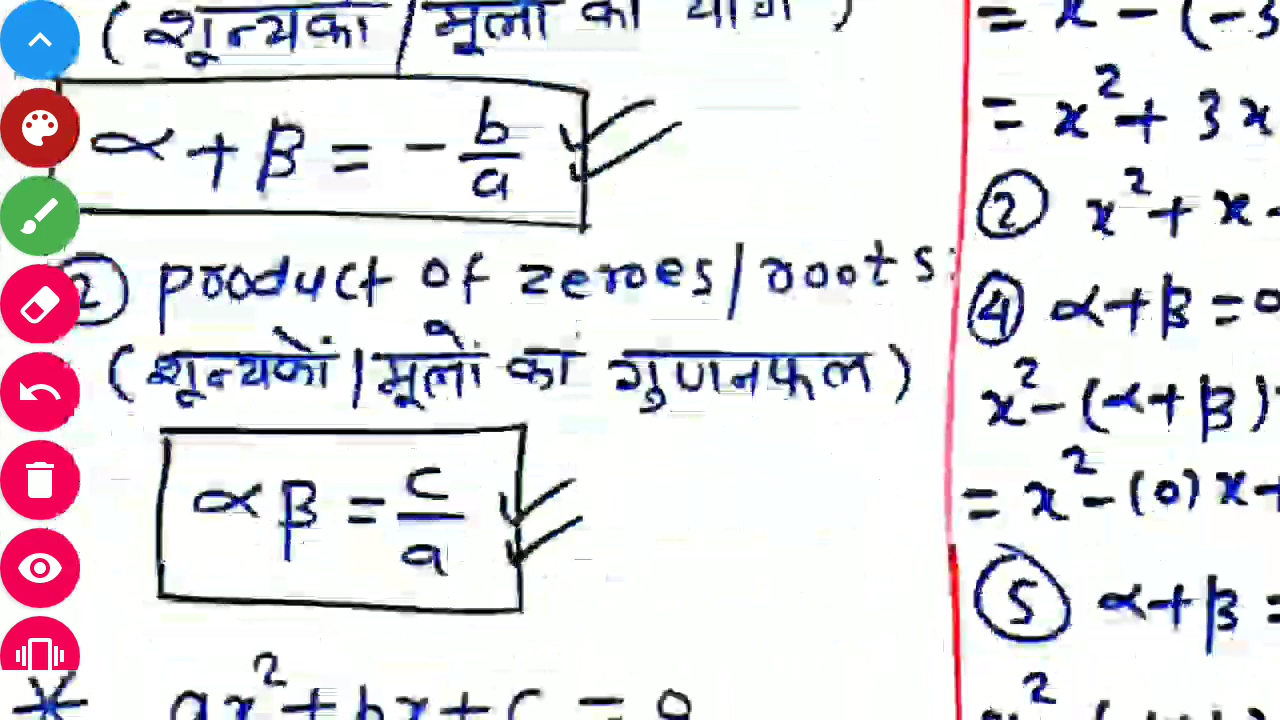 (शून्यको/मूलों का योग)
α + β = - b/a
② product of zeroes/roots:
(शून्यकों/मूलों का गुणनफल)
αβ = c/a
* ax² + bx + c = 0
= x - (-3
= x² + 3x
② x² + x -
④ α + β = 0
x² - (α + β)
= x² - (0)x +
⑤ α + β =